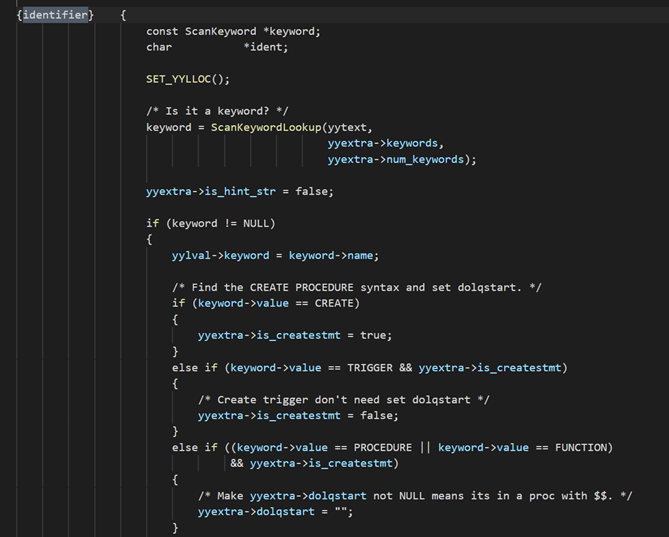 {identifier} {
const ScanKeyword *keyword;
char *ident;
SET_YYLLOC();
/* Is it a keyword? */
keyword = ScanKeywordLookup(yytext,
yyextra->keywords,
yyextra->num_keywords);
yyextra->is_hint_str = false;
if (keyword != NULL)
{
yylval->keyword = keyword->name;
/* Find the CREATE PROCEDURE syntax and set dolqstart. */
if (keyword->value == CREATE)
{
yyextra->is_createstmt = true;
}
else if (keyword->value == TRIGGER && yyextra->is_createstmt)
{
/* Create trigger don't need set dolqstart */
yyextra->is_createstmt = false;
}
else if ((keyword->value == PROCEDURE || keyword->value == FUNCTION)
&& yyextra->is_createstmt)
{
/* Make yyextra->dolqstart not NULL means its in a proc with $$. */
yyextra->dolqstart = "";
}